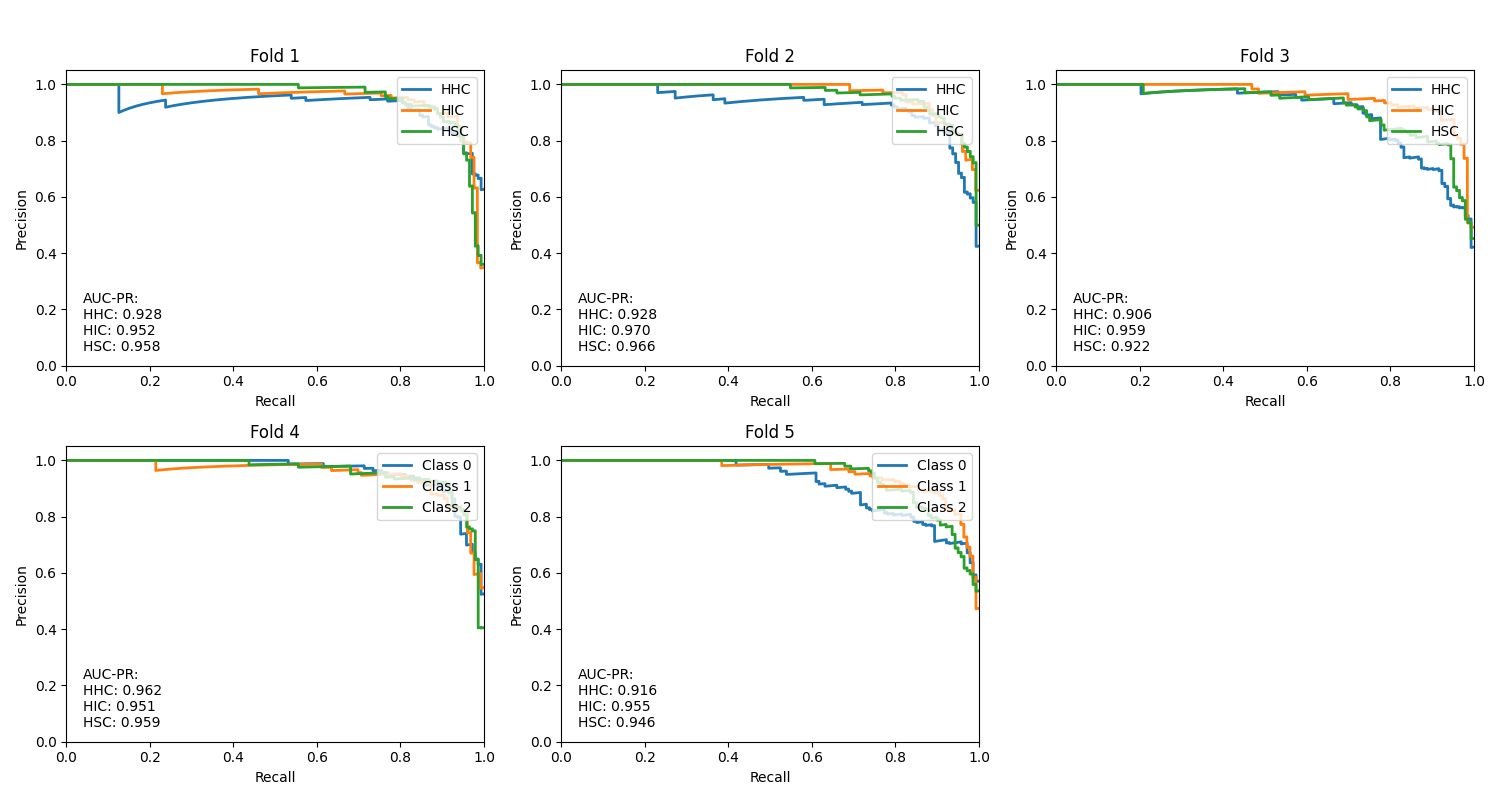 Fold 1
1.0
0.8
0.6
0.4
0.2
0.0
Precision
HHC
HIC
HSC
AUC-PR:
HHC: 0.928
HIC: 0.952
HSC: 0.958
0.0 0.2 0.4 0.6 0.8 1.0
Recall
Fold 2
1.0
0.8
0.6
0.4
0.2
0.0
Precision
HHC
HIC
HSC
AUC-PR:
HHC: 0.928
HIC: 0.970
HSC: 0.966
0.0 0.2 0.4 0.6 0.8 1.0
Recall
Fold 3
1.0
0.8
0.6
0.4
0.2
0.0
Precision
HHC
HIC
HSC
AUC-PR:
HHC: 0.906
HIC: 0.959
HSC: 0.922
0.0 0.2 0.4 0.6 0.8 1.0
Recall
Fold 4
1.0
0.8
0.6
0.4
0.2
0.0
Precision
Class 0
Class 1
Class 2
AUC-PR:
HHC: 0.962
HIC: 0.951
HSC: 0.959
0.0 0.2 0.4 0.6 0.8 1.0
Recall
Fold 5
1.0
0.8
0.6
0.4
0.2
0.0
Precision
Class 0
Class 1
Class 2
AUC-PR:
HHC: 0.916
HIC: 0.955
HSC: 0.946
0.0 0.2 0.4 0.6 0.8 1.0
Recall